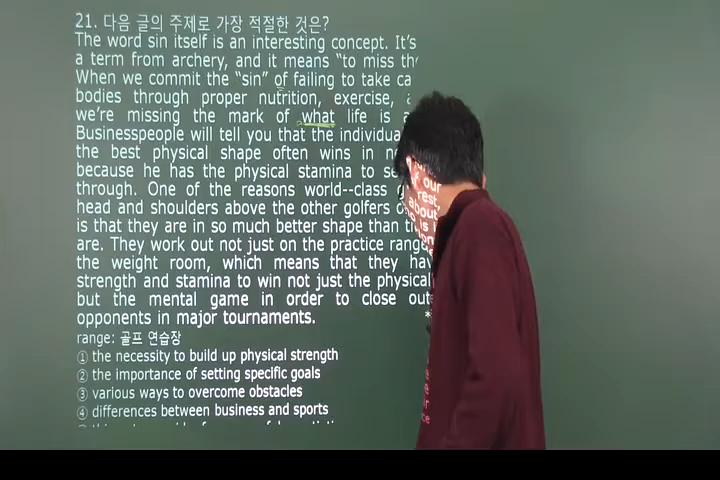 21. 다음 글의 주제로 가장 적절한 것은?
The word sin itself is an interesting concept. It's
a term from archery, and it means "to miss th
When we commit the "sin" of failing to take ca
of our
bodies through proper nutrition, exercise,
rest,
we're missing the mark of what life is
about
Businesspeople will tell you that the individua
is i
the best physical shape often wins in
because he has the physical stamina to
through. One of the reasons world--class
head and shoulders above the other golfers
is that they are in so much better shape than
are. They work out not just on the practice range
the weight room, which means that they
strength and stamina to win not just the physical
but the mental game in order to close out
opponents in major tournaments.
range: 골프 연습장
① the necessity to build up physical strength
② the importance of setting specific goals
③ various ways to overcome obstacles
④ differences between business and sports